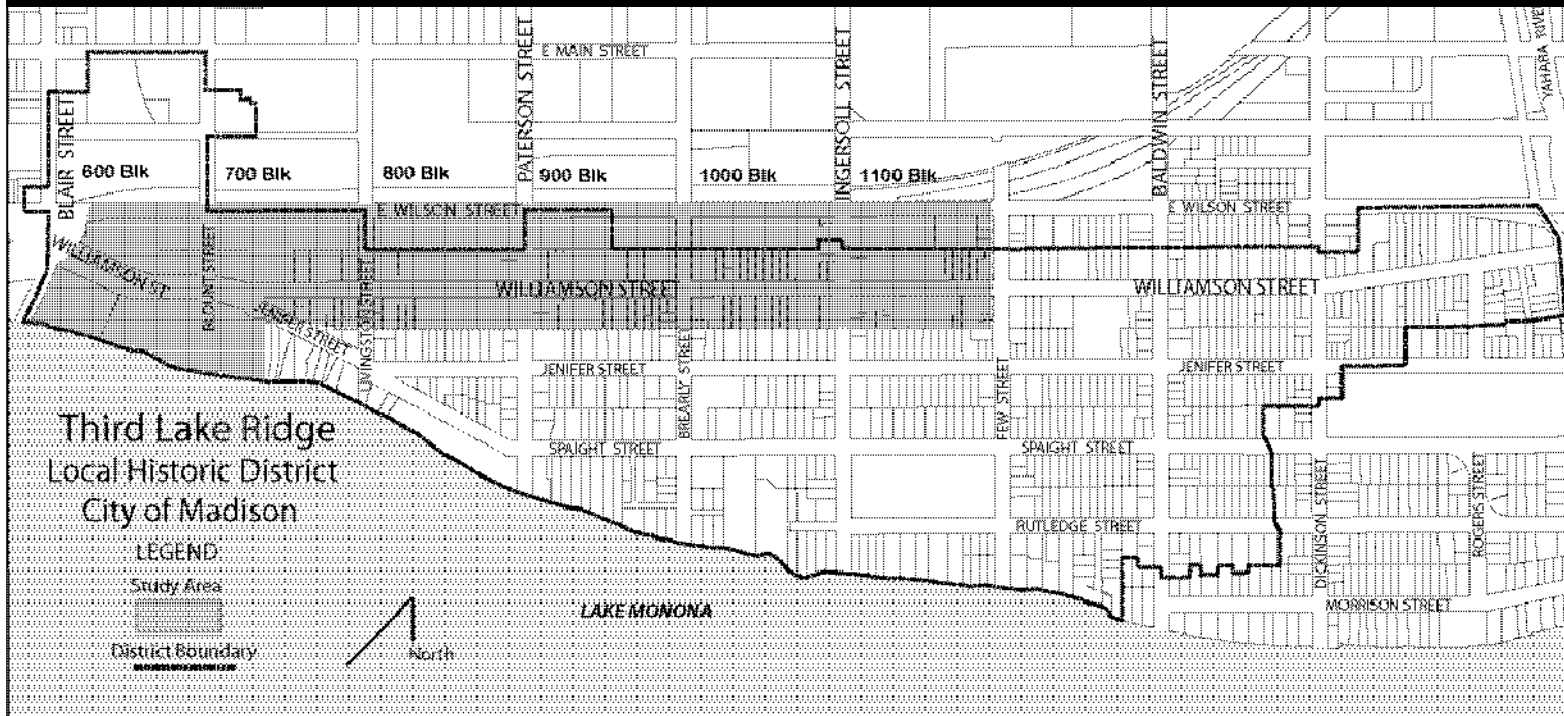 E MAIN STREET
BLAIR STREET
PATERSON STREET
INGERSOLL STREET
BALDWIN STREET
YAHARA RIVER
600 Blk
700 Blk
800 Blk
900 Blk
1000 Blk
1100 Blk
E WILSON STREET
E WILSON STREET
WILLIAMSON ST.
BLOUNT STREET
JENIFER STREET
LIVINGSTON STREET
WILLIAMSON STREET
WILLIAMSON STREET
BREARLY STREET
JENIFER STREET
FEW STREET
JENIFER STREET
SPAIGHT STREET
SPAIGHT STREET
RUTLEDGE STREET
DICKINSON STREET
ROGERS STREET
MORRISON STREET
LAKE MONONA
Third Lake Ridge
Local Historic District
City of Madison
LEGEND
Study Area
District Boundary
North